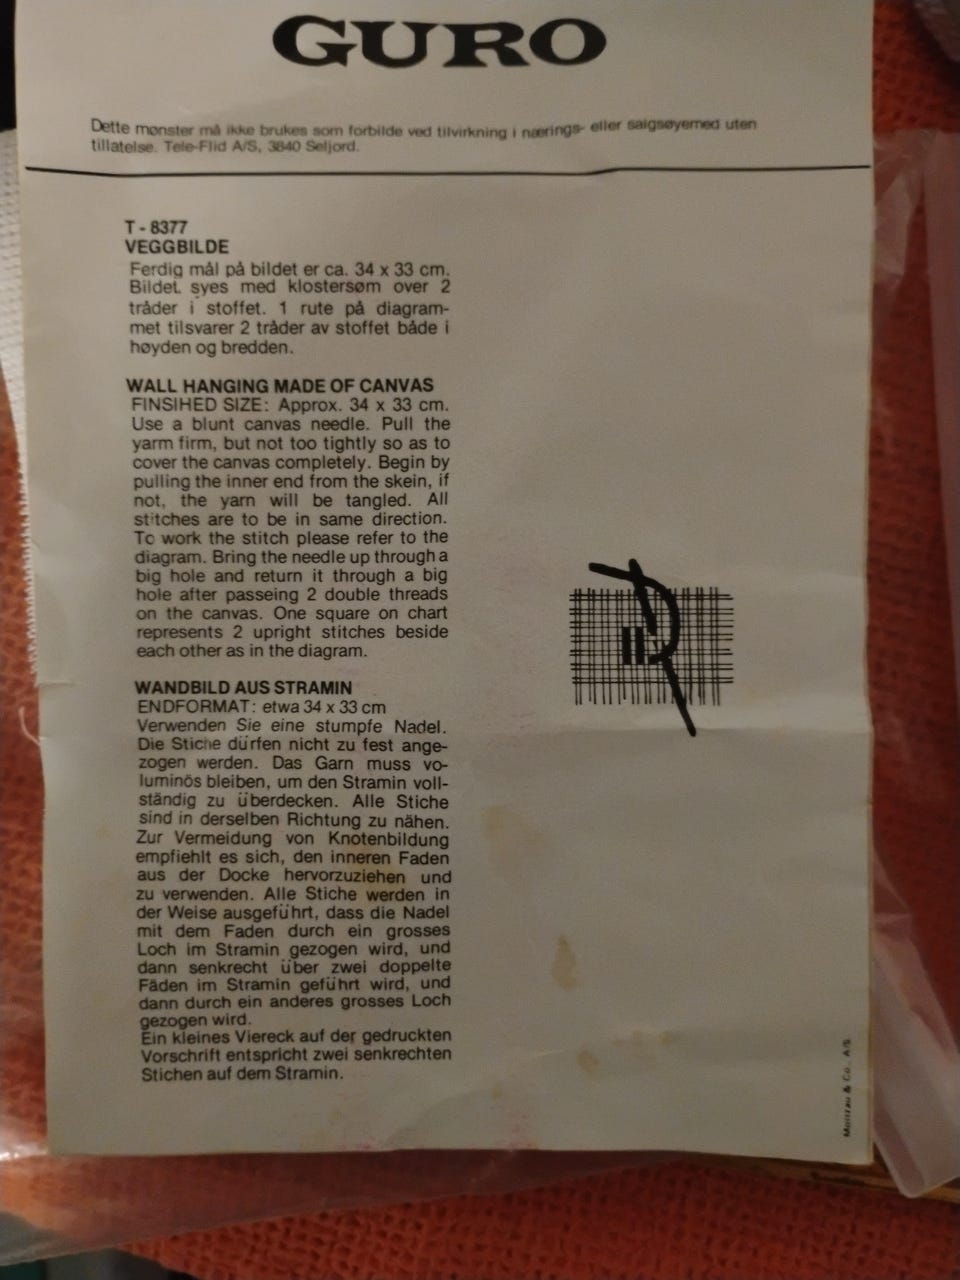 GURO
Dette mønster må ikke brukes som forbilde ved tilvirkning i nærings- eller salgsøyemed uten
tillatelse. Tele-Flid A/S, 3840 Seljord.
T - 8377
VEGGBILDE
Ferdig mål på bildet er ca. 34 x 33 cm.
Bildet syes med klostersøm over 2
tråder i stoffet. 1 rute på diagram-
met tilsvarer 2 tråder av stoffet både i
høyden og bredden.
WALL HANGING MADE OF CANVAS
FINSIHED SIZE: Approx. 34 x 33 cm.
Use a blunt canvas needle. Pull the
yarm firm, but not too tightly so as to
cover the canvas completely. Begin by
pulling the inner end from the skein, if
not, the yarn will be tangled. All
stitches are to be in same direction.
To work the stitch please refer to the
diagram. Bring the needle up through a
big hole and return it through a big
hole after passeing 2 double threads
on the canvas. One square on chart
represents 2 upright stitches beside
each other as in the diagram.
WANDBILD AUS STRAMIN
ENDFORMAT: etwa 34 x 33 cm
Verwenden Sie eine stumpfe Nadel.
Die Stiche dürfen nicht zu fest ange-
zogen werden. Das Garn muss vo-
luminös bleiben, um den Stramin voll-
ständig zu überdecken. Alle Stiche
sind in derselben Richtung zu nähen.
Zur Vermeidung von Knotenbildung
empfiehlt es sich, den inneren Faden
aus der Docke hervorzuziehen und
zu verwenden. Alle Stiche werden in
der Weise ausgeführt, dass die Nadel
mit dem Faden durch ein grosses
Loch im Stramin gezogen wird, und
dann senkrecht über zwei doppelte
Fäden im Stramin geführt wird, und
dann durch ein anderes grosses Loch
gezogen wird.
Ein kleines Viereck auf der gedruckten
Vorschrift entspricht zwei senkrechten
Stichen auf dem Stramin.
& Co. A/S